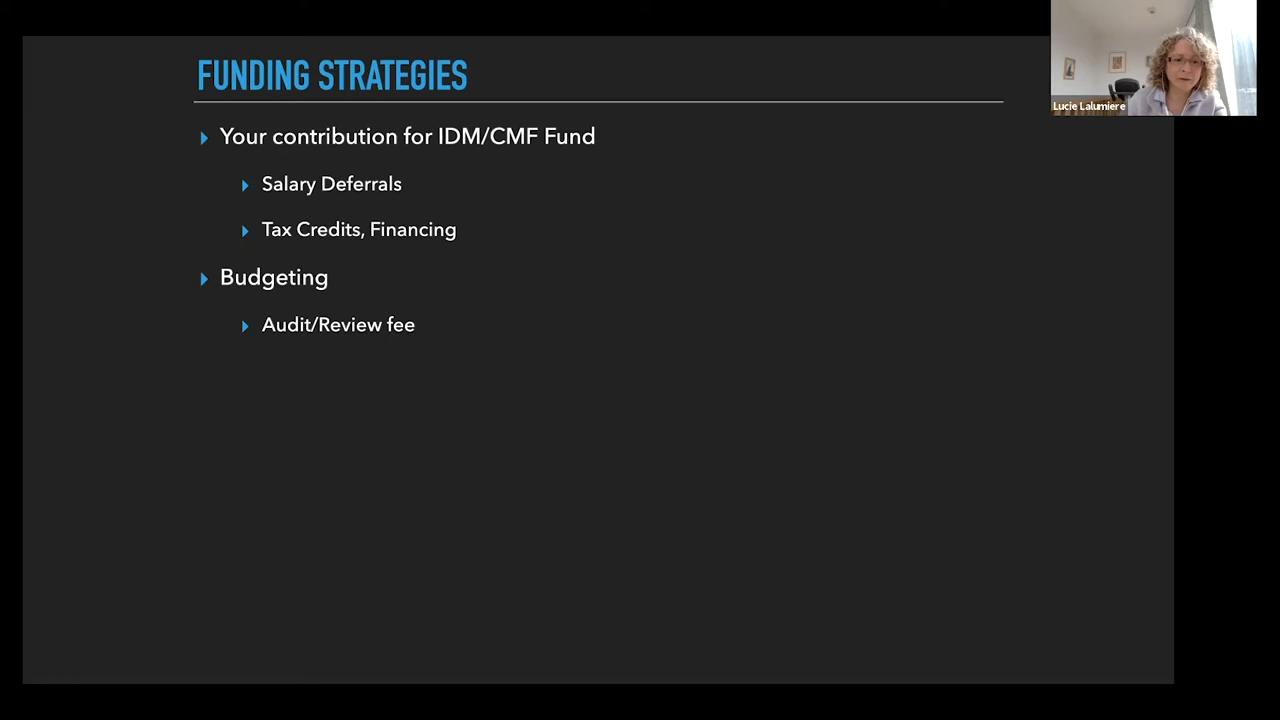 FUNDING STRATEGIES
Your contribution for IDM/CMF Fund
Salary Deferrals
Tax Credits, Financing
Budgeting
Audit/Review fee
Lucie Lalumiere